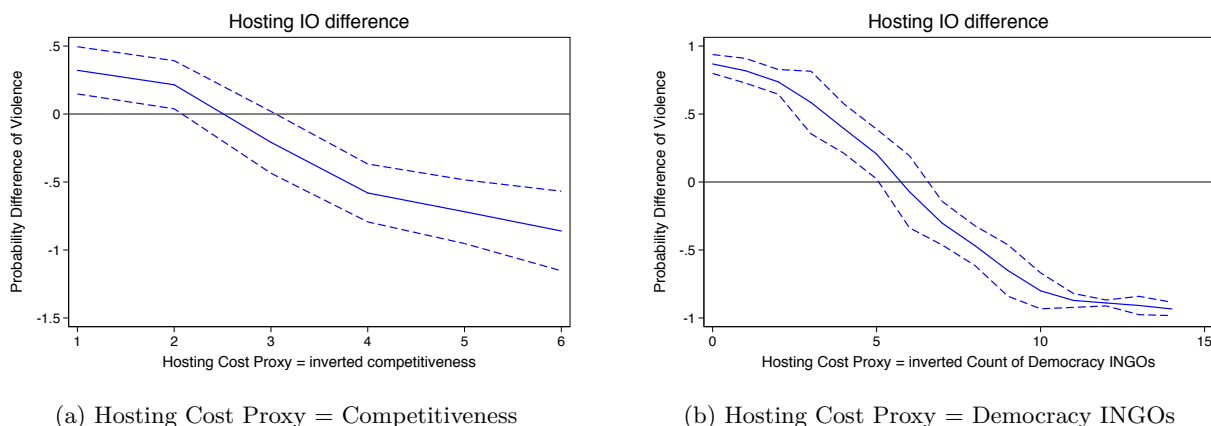 Hosting IO difference
Probability Difference of Violence
.5
0
-.5
-1
-1.5
1 2 3 4 5 6
Hosting Cost Proxy = inverted competitiveness
(a) Hosting Cost Proxy = Competitiveness
Hosting IO difference
Probability Difference of Violence
1
.5
0
-.5
-1
0 5 10 15
Hosting Cost Proxy = inverted Count of Democracy INGOs
(b) Hosting Cost Proxy = Democracy INGOs